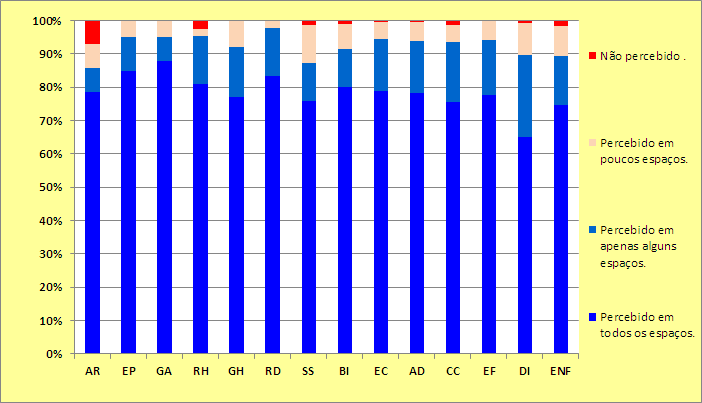 100%
90%
80%
70%
60%
50%
40%
30%
20%
10%
0%
AR EP GA RH GH RD SS BI EC AD CC EF DI ENF
Não percebido .
Percebido em
poucos espaços.
Percebido em
apenas alguns
espaços.
Percebido em
todos os espaços.